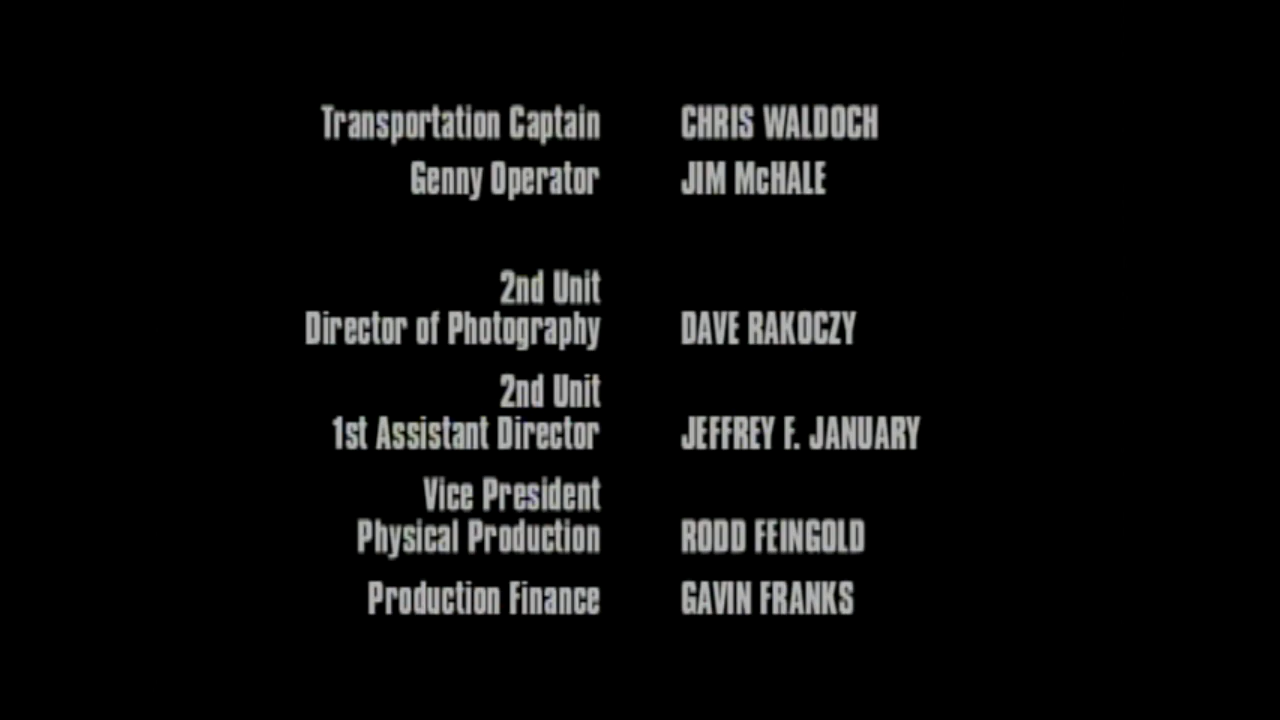 Transportation Captain CHRIS WALDOCH
Genny Operator JIM McHALE
2nd Unit
Director of Photography DAVE RAKOCZY
2nd Unit
1st Assistant Director JEFFREY F. JANUARY
Vice President
Physical Production RODD FEINGOLD
Production Finance GAVIN FRANKS